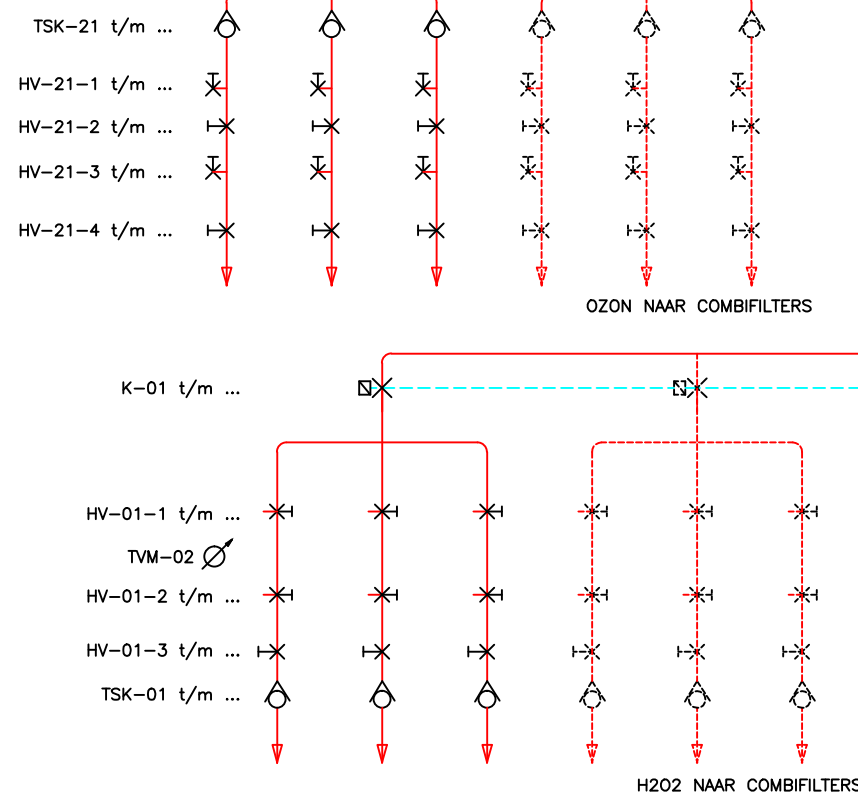 TSK-21 t/m ...
HV-21-1 t/m ...
HV-21-2 t/m ...
HV-21-3 t/m ...
HV-21-4 t/m ...
OZON NAAR COMBIFILTERS
K-01 t/m ...
HV-01-1 t/m ...
TVM-02
HV-01-2 t/m ...
HV-01-3 t/m ...
TSK-01 t/m ...
H2O2 NAAR COMBIFILTERS